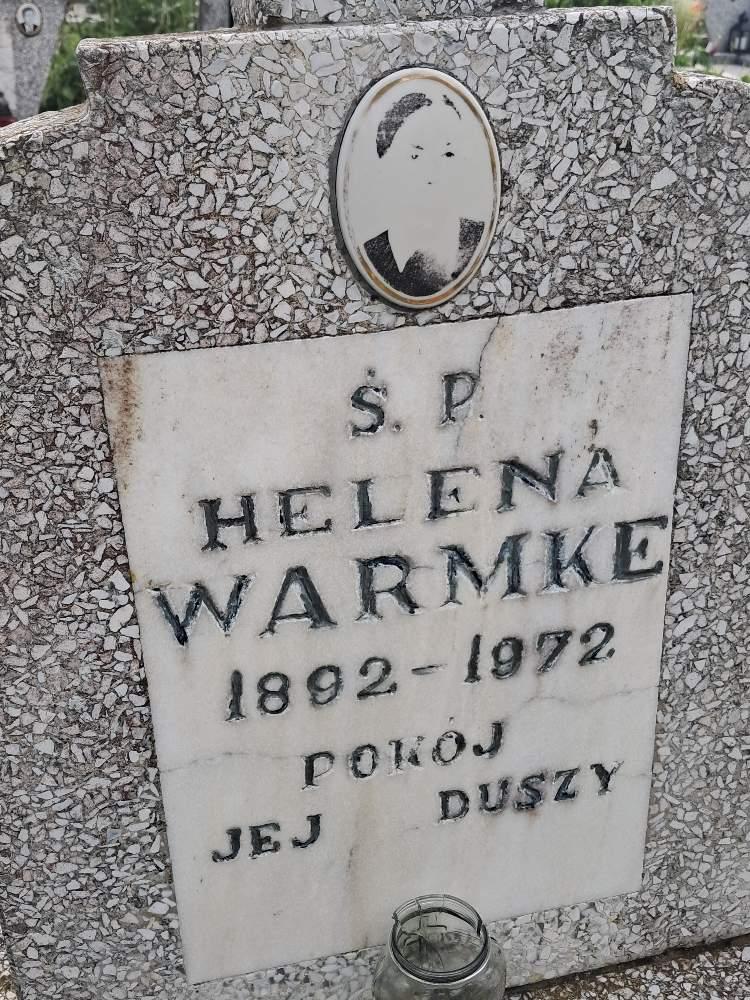 Ś. P.
HELENA
WARMKE
1892-1972
POKÓJ
JEJ DUSZY